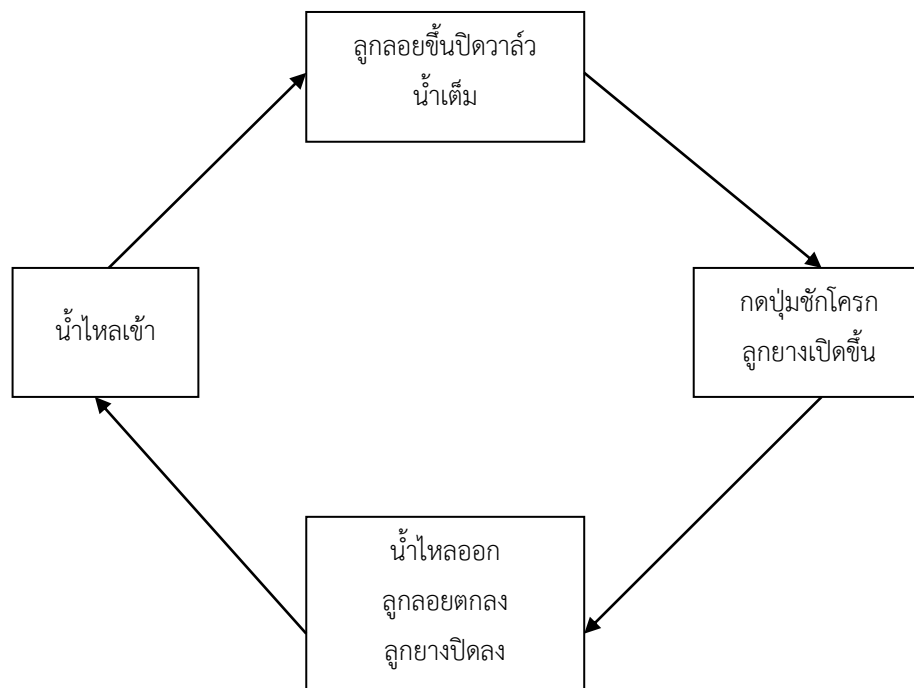 ลูกลอยขึ้นปิดวาล์ว
น้ำเต็ม
น้ำไหลเข้า
กดปุ่มชักโครก
ลูกยางเปิดขึ้น
น้ำไหลออก
ลูกลอยตกลง
ลูกยางปิดลง